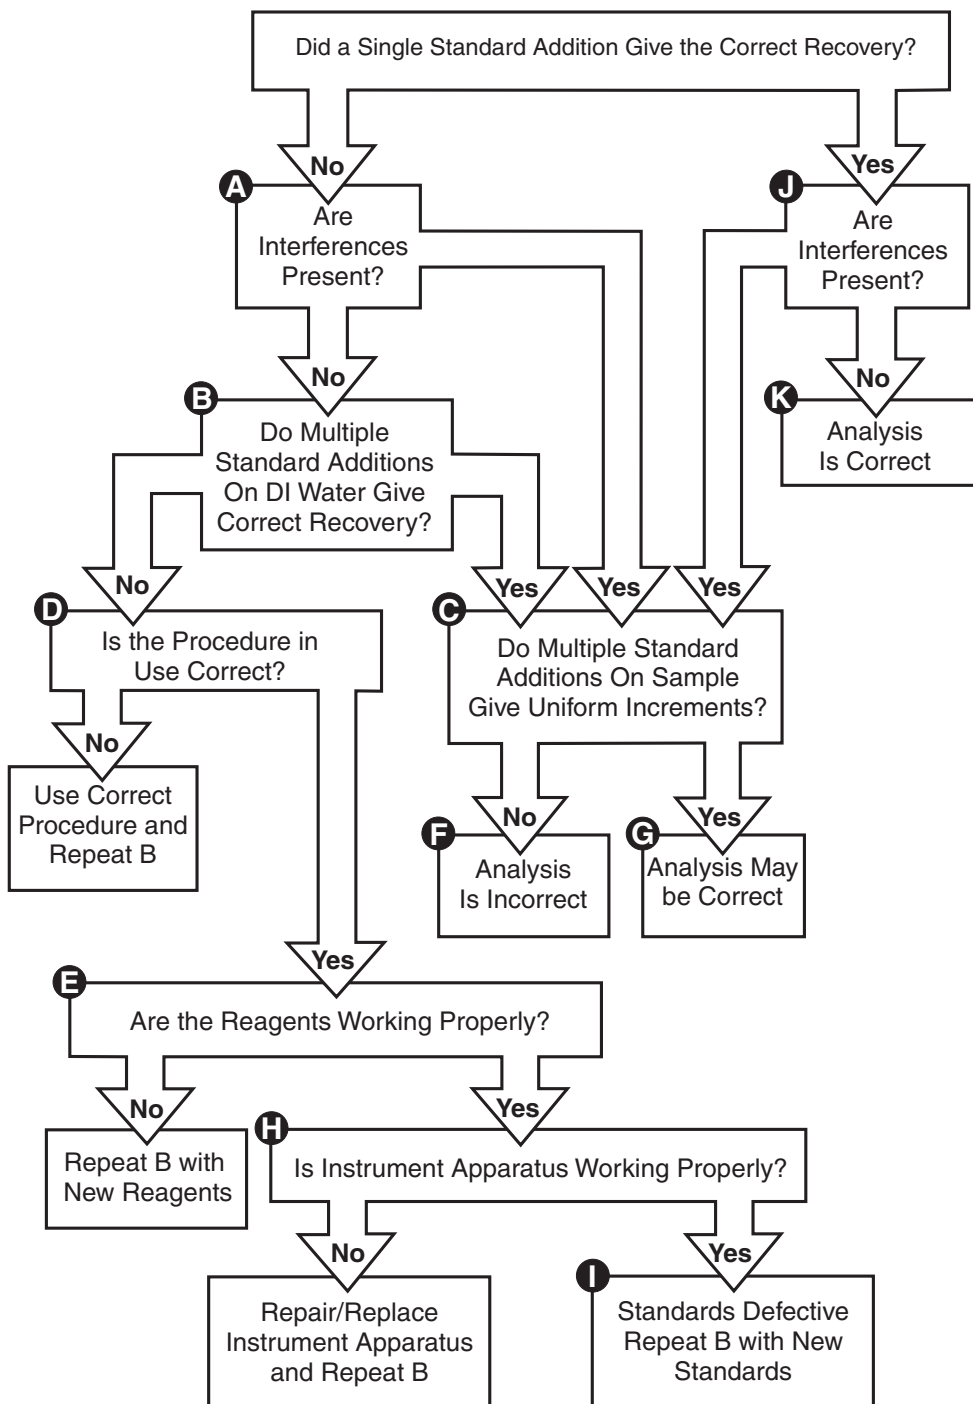 Did a Single Standard Addition Give the Correct Recovery?
No
Yes
A
Are
Interferences
Present?
J
Are
Interferences
Present?
No
No
B
Do Multiple
Standard Additions
On DI Water Give
Correct Recovery?
K
Analysis
Is Correct
No
Yes
Yes
Yes
D
Is the Procedure in
Use Correct?
C
Do Multiple Standard
Additions On Sample
Give Uniform Increments?
No
Use Correct
Procedure and
Repeat B
No
Yes
F
Analysis
Is Incorrect
G
Analysis May
be Correct
Yes
E
Are the Reagents Working Properly?
No
Yes
Repeat B with
New Reagents
H
Is Instrument Apparatus Working Properly?
No
Yes
Repair/Replace
Instrument Apparatus
and Repeat B
I
Standards Defective
Repeat B with New
Standards